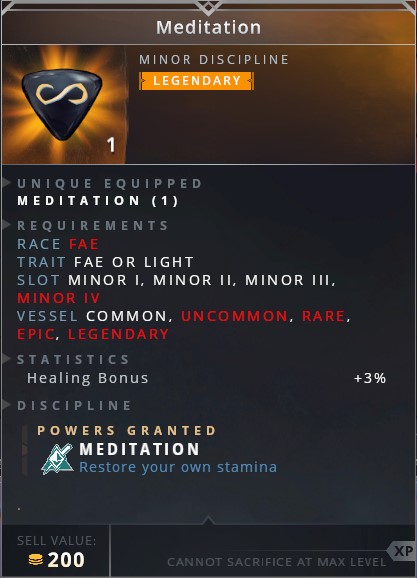 Meditation
MINOR DISCIPLINE
LEGENDARY
1
UNIQUE EQUIPPED
MEDITATION (1)
REQUIREMENTS
RACE FAE
TRAIT FAE OR LIGHT
SLOT MINOR I, MINOR II, MINOR III,
MINOR IV
VESSEL COMMON, UNCOMMON, RARE,
EPIC, LEGENDARY
STATISTICS
Healing Bonus +3%
DISCIPLINE
POWERS GRANTED
MEDITATION
Restore your own stamina
.
SELL VALUE:
200
XP
CANNOT SACRIFICE AT MAX LEVEL